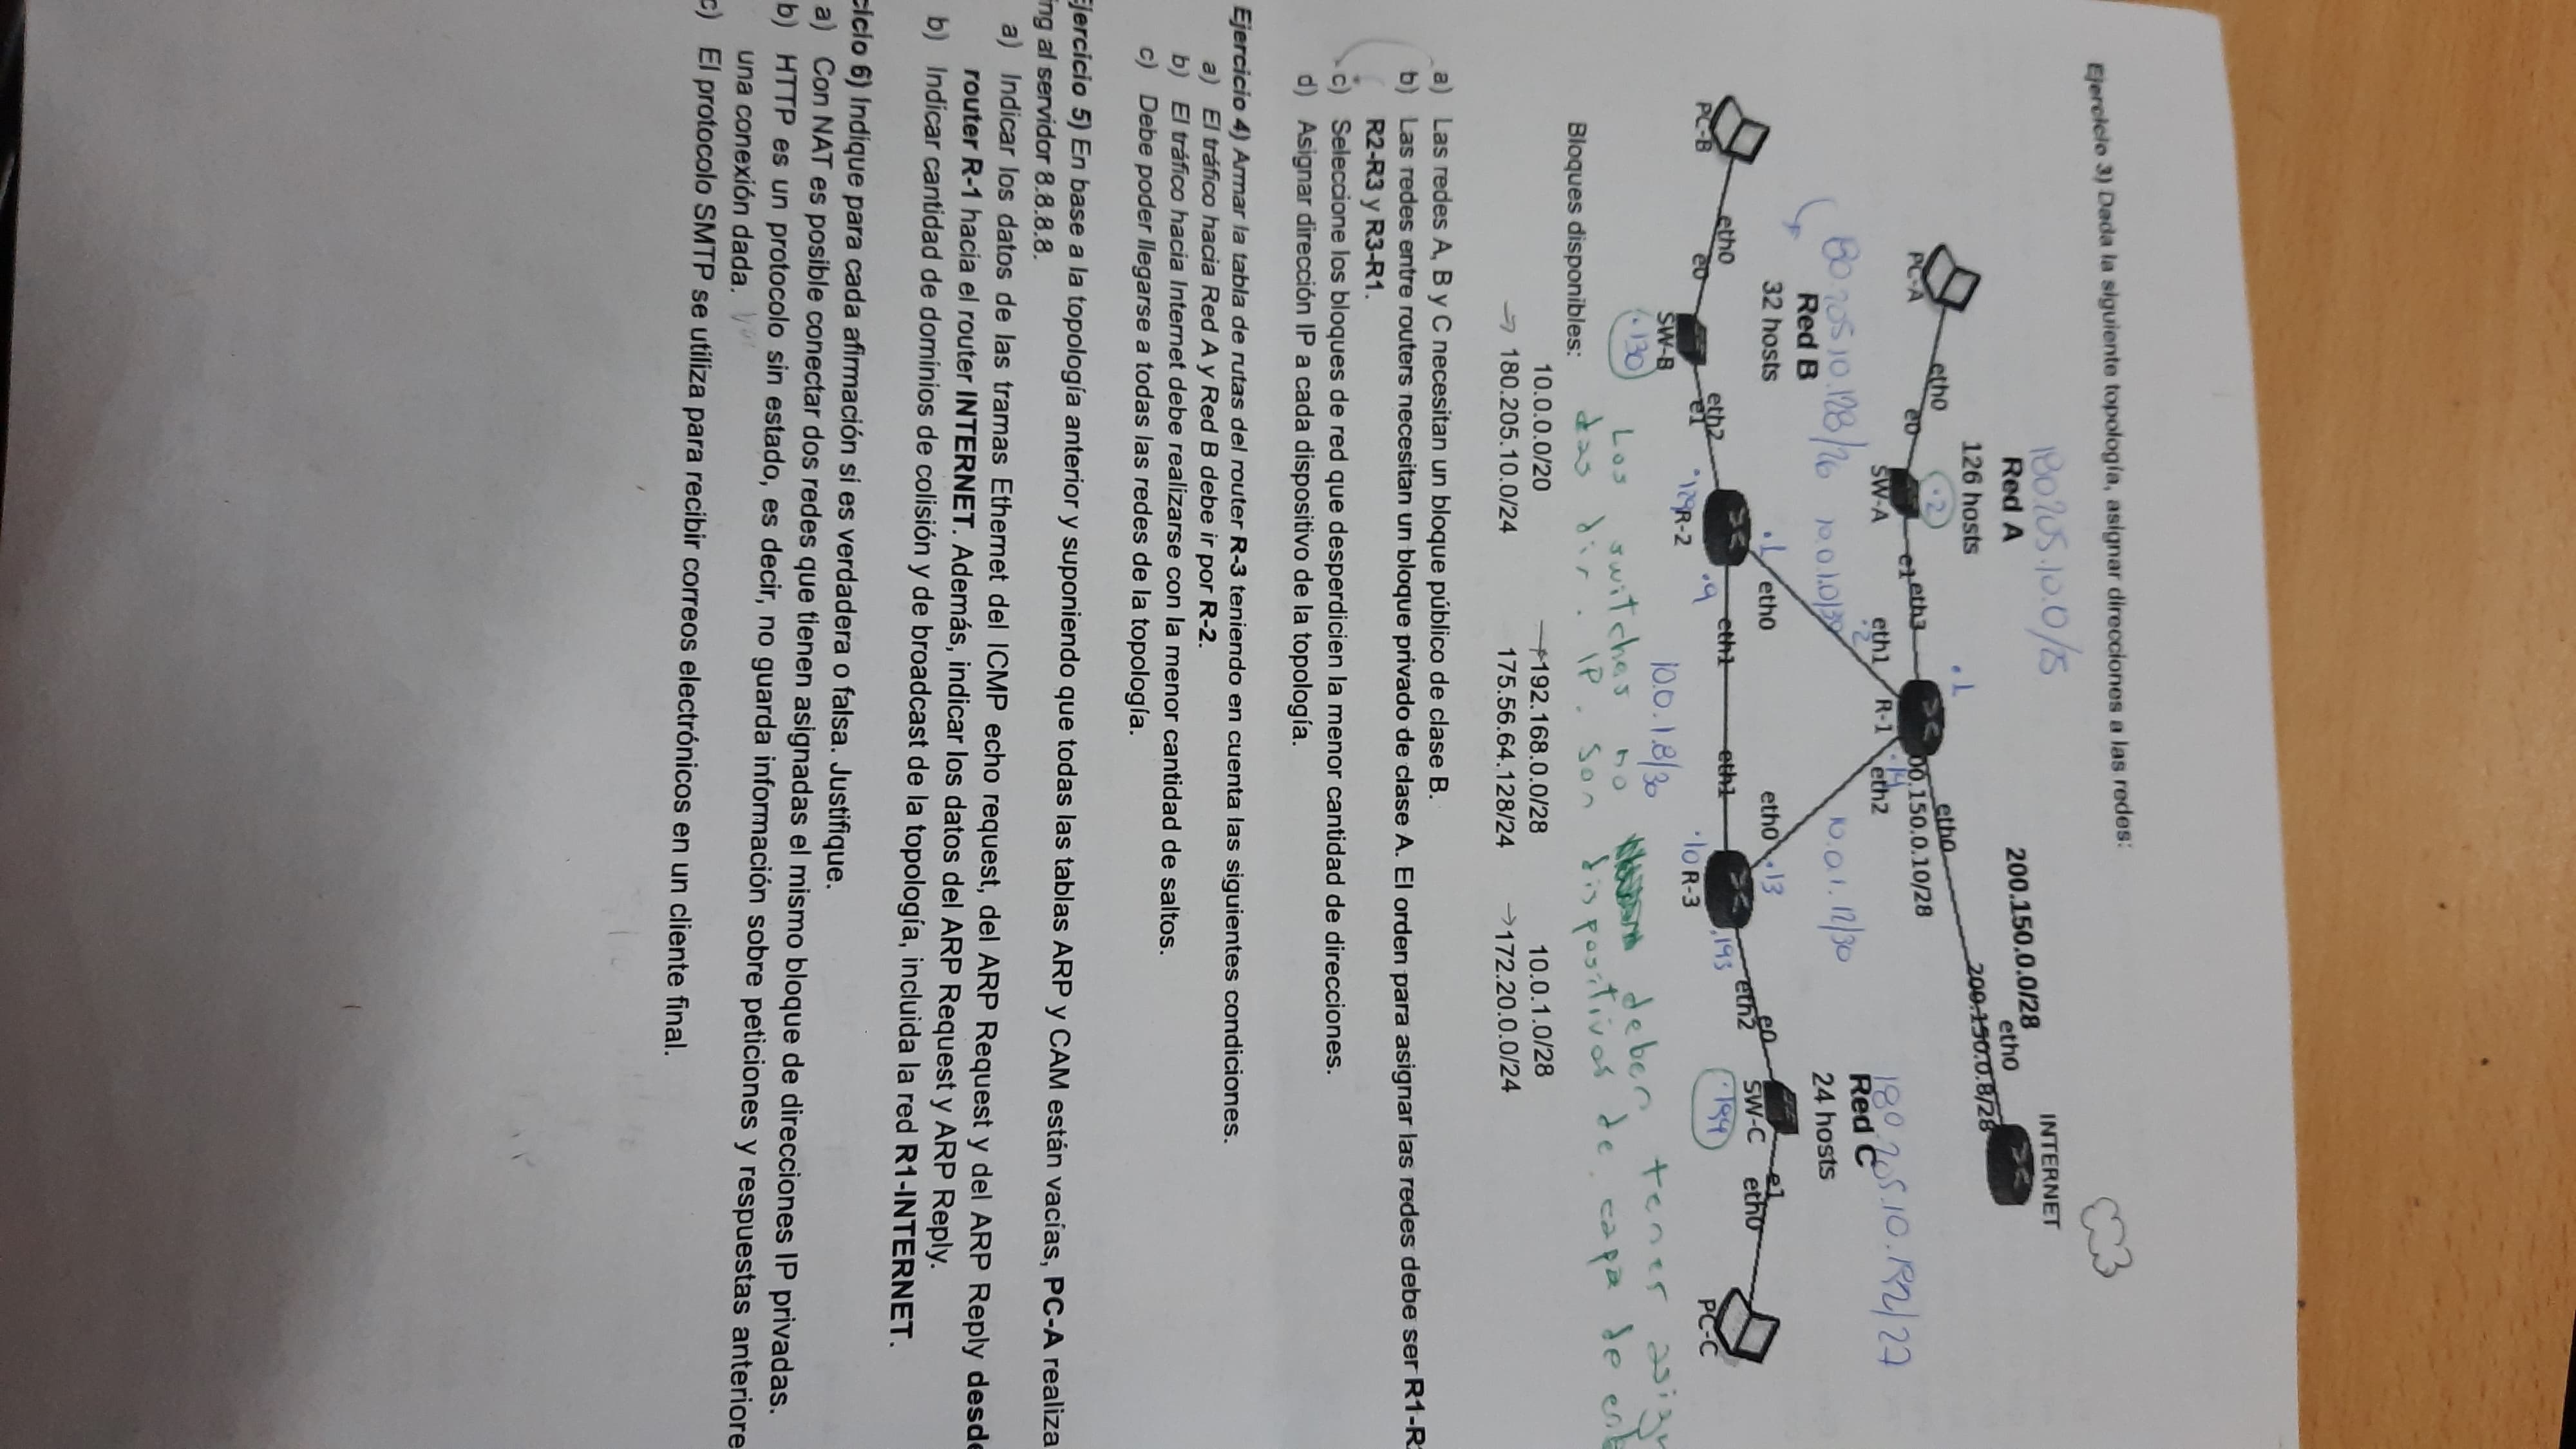 Ejercicio 3) Dada la siguiente topología, asignar direcciones a las redes:
180.205.10.0/25
Red A
126 hosts
.2
PC-A
eth0
e0
SW-A
e1
eth3
.1
R-1
eth0
200.150.0.0/28
200.150.0.8/28
eth0
INTERNET
.150.0.10/28
eth1
.2
.14
eth2
180.205.10.128/26
10.0.1.0/30
10.0.1.12/30
180.205.10.192/27
Red B
32 hosts
Red C
24 hosts
.1
eth0
eth0
.13
PC-B
eth0
e0
SW-B
e1
eth2
.129
R-2
.9
eth1
eth1
.10
R-3
.193
eth2
e0
SW-C
e1
eth0
PC-C
10.0.1.8/30
.130
.194
Los switches no deben tener
dir. IP. son dispositivos de capa de
Bloques disponibles:
10.0.0.0/20 →192.168.0.0/28 10.0.1.0/28
⇒ 180.205.10.0/24 175.56.64.128/24 →172.20.0.0/24
a) Las redes A, B y C necesitan un bloque público de clase B.
b) Las redes entre routers necesitan un bloque privado de clase A. El orden para asignar las redes debe ser R1-R
R2-R3 y R3-R1.
c) Seleccione los bloques de red que desperdicien la menor cantidad de direcciones.
d) Asignar dirección IP a cada dispositivo de la topología.
Ejercicio 4) Armar la tabla de rutas del router R-3 teniendo en cuenta las siguientes condiciones.
a) El tráfico hacia Red A y Red B debe ir por R-2.
b) El tráfico hacia Internet debe realizarse con la menor cantidad de saltos.
c) Debe poder llegarse a todas las redes de la topología.
jercicio 5) En base a la topología anterior y suponiendo que todas las tablas ARP y CAM están vacías, PC-A realiza
ng al servidor 8.8.8.8.
a) Indicar los datos de las tramas Ethernet del ICMP echo request, del ARP Request y del ARP Reply desde
router R-1 hacia el router INTERNET. Además, indicar los datos del ARP Request y ARP Reply.
b) Indicar cantidad de dominios de colisión y de broadcast de la topología, incluida la red R1-INTERNET.
cicio 6) Indique para cada afirmación si es verdadera o falsa. Justifique.
a) Con NAT es posible conectar dos redes que tienen asignadas el mismo bloque de direcciones IP privadas.
b) HTTP es un protocolo sin estado, es decir, no guarda información sobre peticiones y respuestas anteriore
una conexión dada.
c) El protocolo SMTP se utiliza para recibir correos electrónicos en un cliente final.